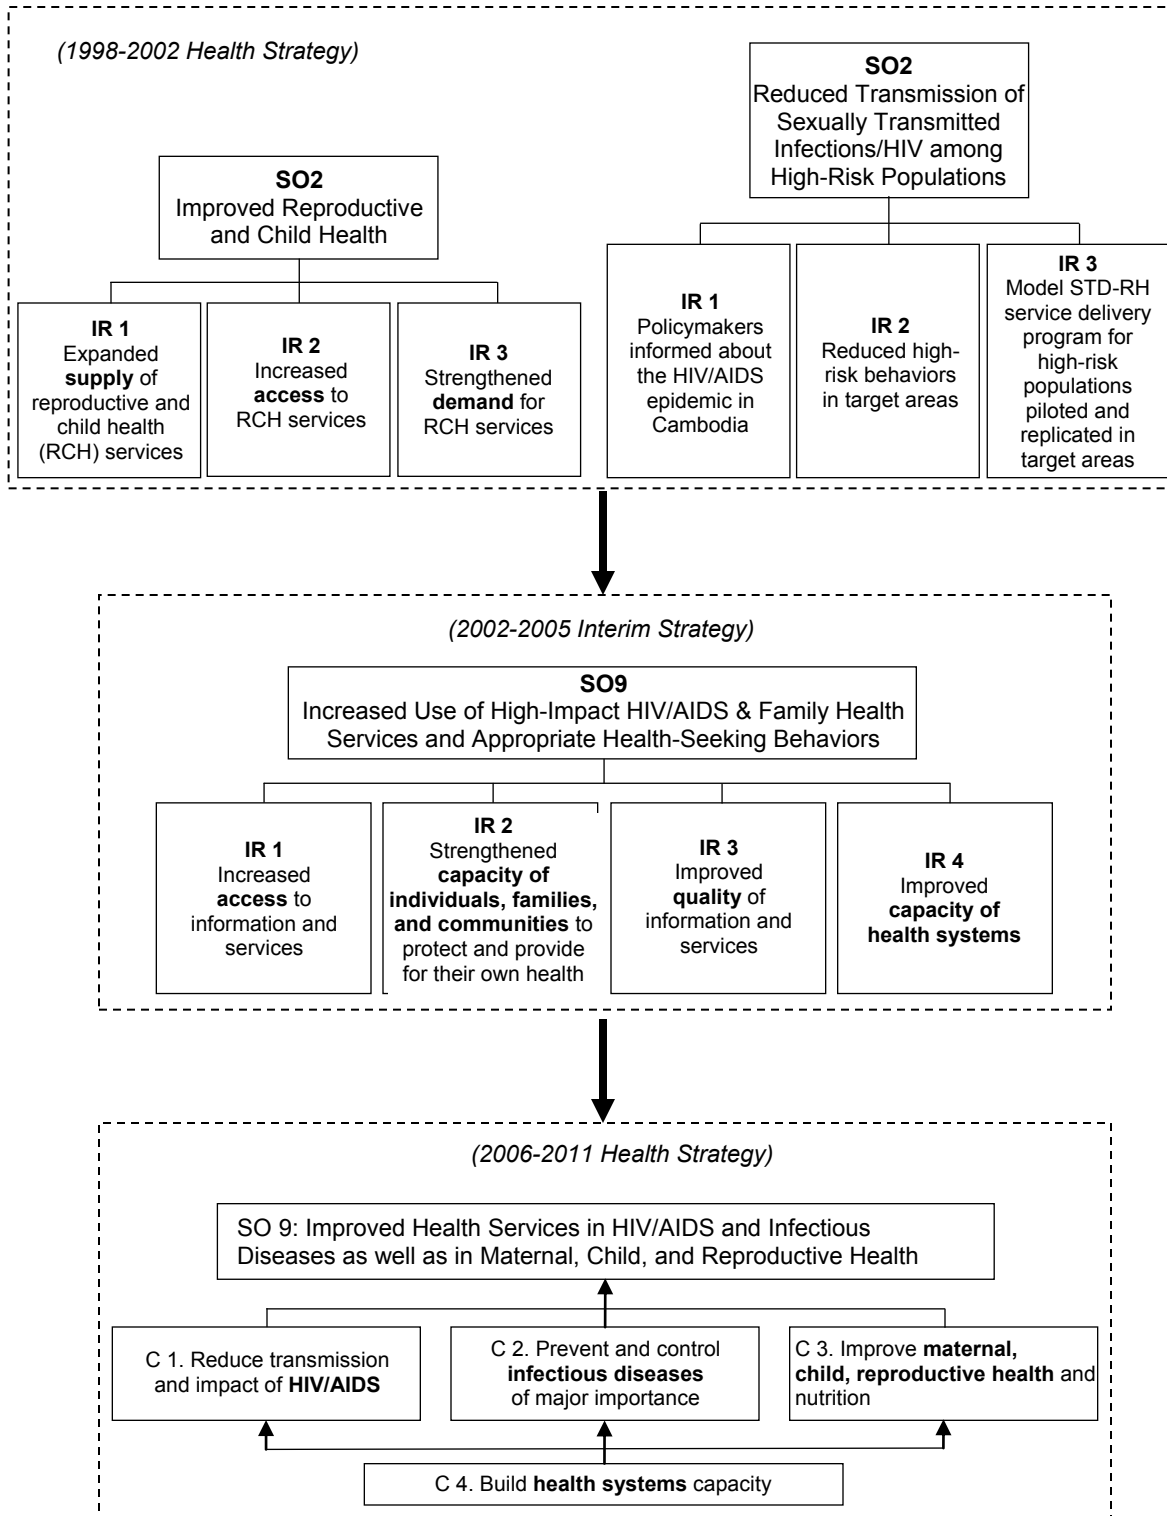 (1998-2002 Health Strategy)
SO2
Improved Reproductive
and Child Health
IR 1
Expanded
supply of
reproductive and
child health
(RCH) services
IR 2
Increased
access to
RCH services
IR 3
Strengthened
demand for
RCH services
SO2
Reduced Transmission of
Sexually Transmitted
Infections/HIV among
High-Risk Populations
IR 1
Policymakers
informed about
the HIV/AIDS
epidemic in
Cambodia
IR 2
Reduced high-
risk behaviors
in target areas
IR 3
Model STD-RH
service delivery
program for
high-risk
populations
piloted and
replicated in
target areas
(2002-2005 Interim Strategy)
SO9
Increased Use of High-Impact HIV/AIDS & Family Health
Services and Appropriate Health-Seeking Behaviors
IR 1
Increased
access to
information and
services
IR 2
Strengthened
capacity of
individuals, families,
and communities to
protect and provide
for their own health
IR 3
Improved
quality of
information and
services
IR 4
Improved
capacity of
health systems
(2006-2011 Health Strategy)
SO 9: Improved Health Services in HIV/AIDS and Infectious
Diseases as well as in Maternal, Child, and Reproductive Health
C 1. Reduce transmission
and impact of HIV/AIDS
C 2. Prevent and control
infectious diseases
of major importance
C 3. Improve maternal,
child, reproductive health and
nutrition
C 4. Build health systems capacity